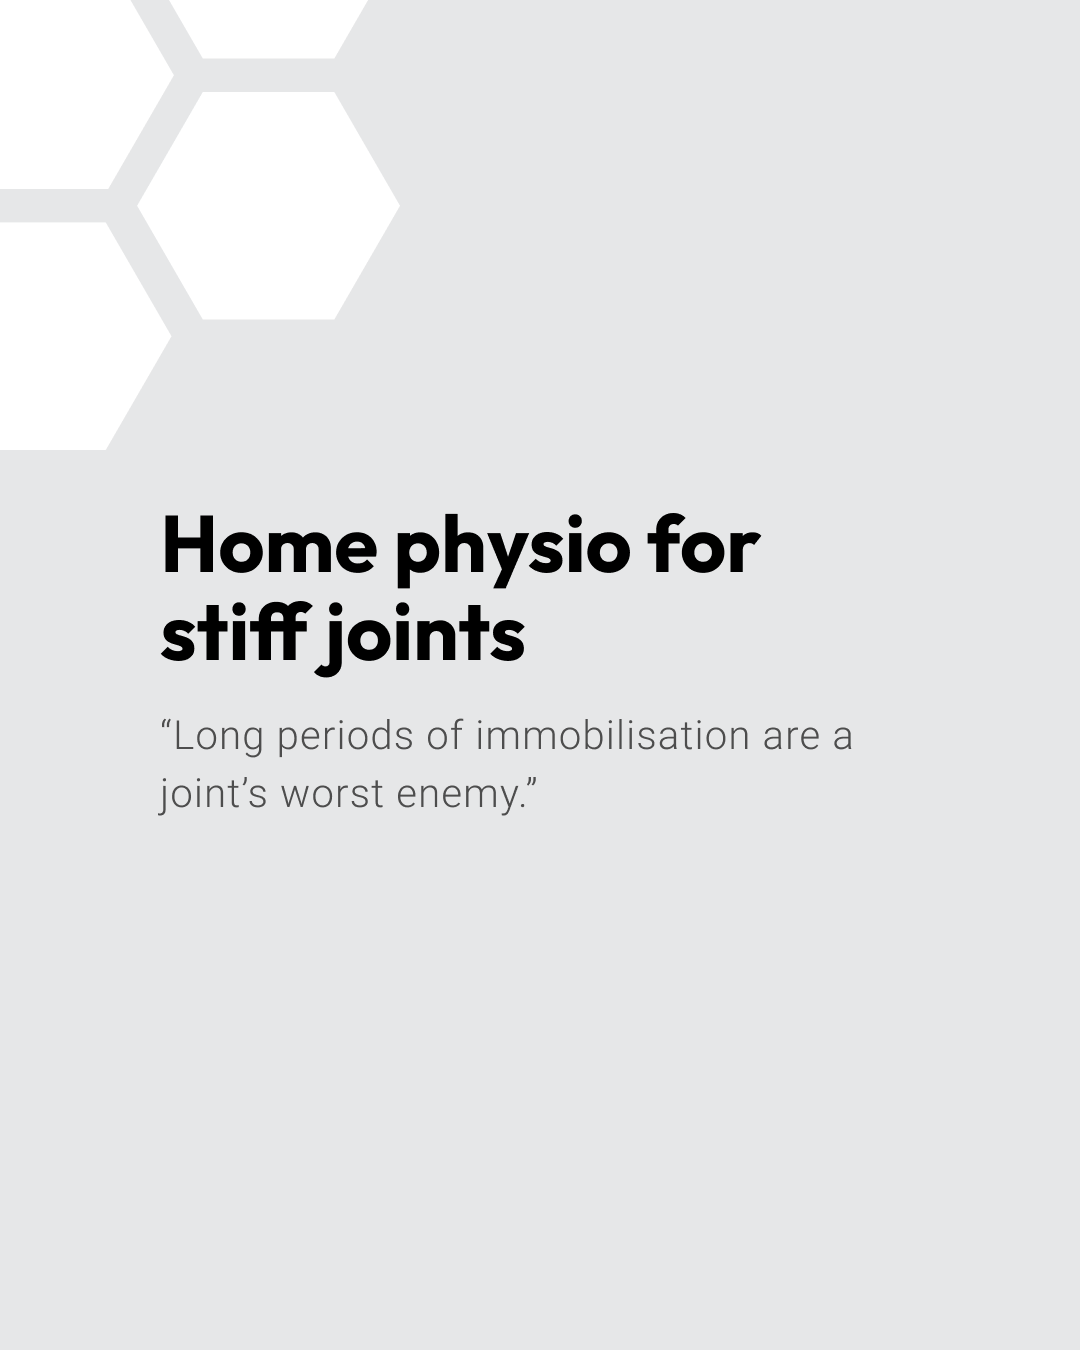 Home physio for
stiff joints
“Long periods of immobilisation are a
joint’s worst enemy.”